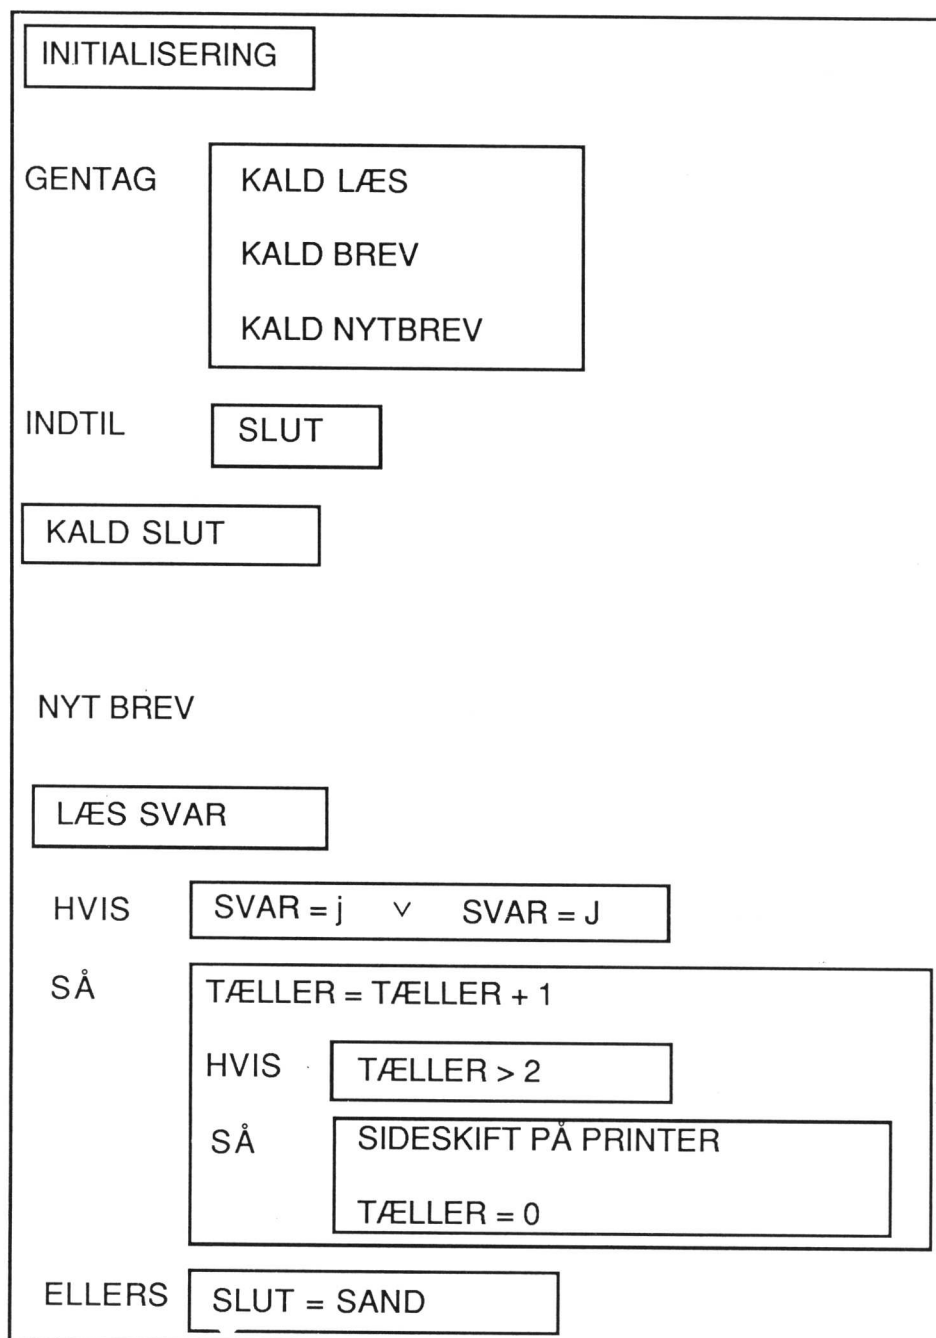 INITIALISERING
GENTAG KALD LÆS
KALD BREV
KALD NYTBREV
INDTIL SLUT
KALD SLUT
NYT BREV
LÆS SVAR
HVIS SVAR = j ∨ SVAR = J
SÅ TÆLLER = TÆLLER + 1
HVIS TÆLLER > 2
SÅ SIDESKIFT PÅ PRINTER
TÆLLER = 0
ELLERS SLUT = SAND